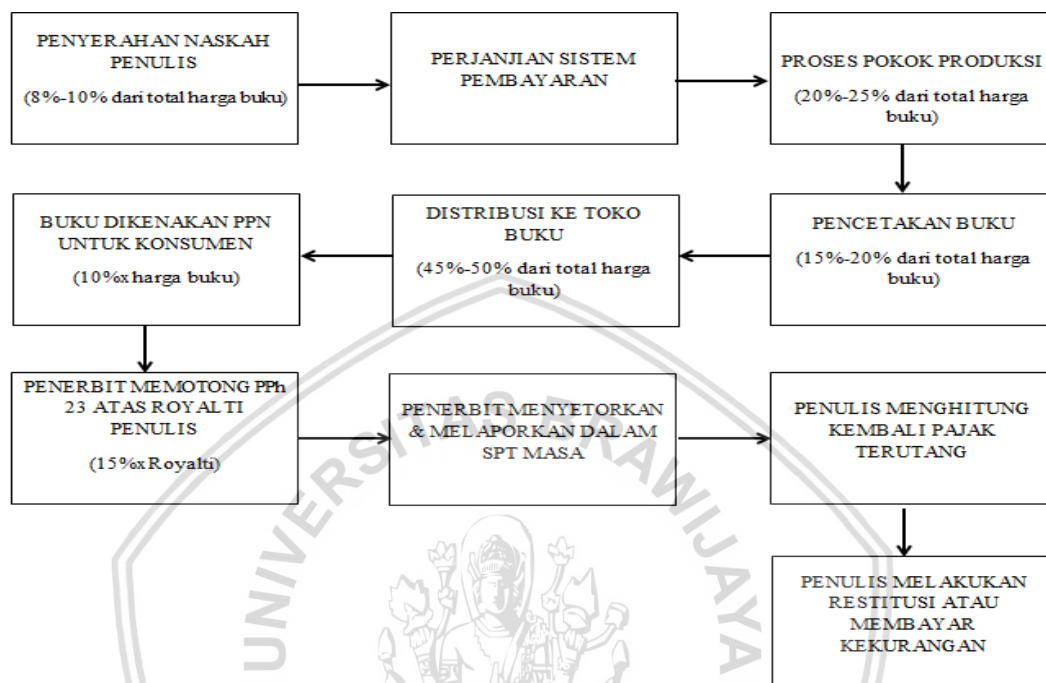 PENYERAHAN NASKAH
PENULIS
(8%-10% dari total harga buku)
PERJANJIAN SISTEM
PEMBAYARAN
PROSES POKOK PRODUKSI
(20%-25% dari total harga
buku)
PENCETAKAN BUKU
(15%-20% dari total harga
buku)
DISTRIBUSI KE TOKO
BUKU
(45%-50% dari total harga
buku)
BUKU DIKENAKAN PPN
UNTUK KONSUMEN
(10%x harga buku)
PENERBIT MEMOTONG PPh
23 ATAS ROYALTI
PENULIS
(15%x Royalti)
PENERBIT MENYETORKAN
& MELAPORKAN DALAM
SPT MASA
PENULIS MENGHITUNG
KEMBALI PAJAK
TERUTANG
PENULIS MELAKUKAN
RESTITUSI ATAU
MEMBAYAR
KEKURANGAN
UNIVERSITAS BRAWIJAYA